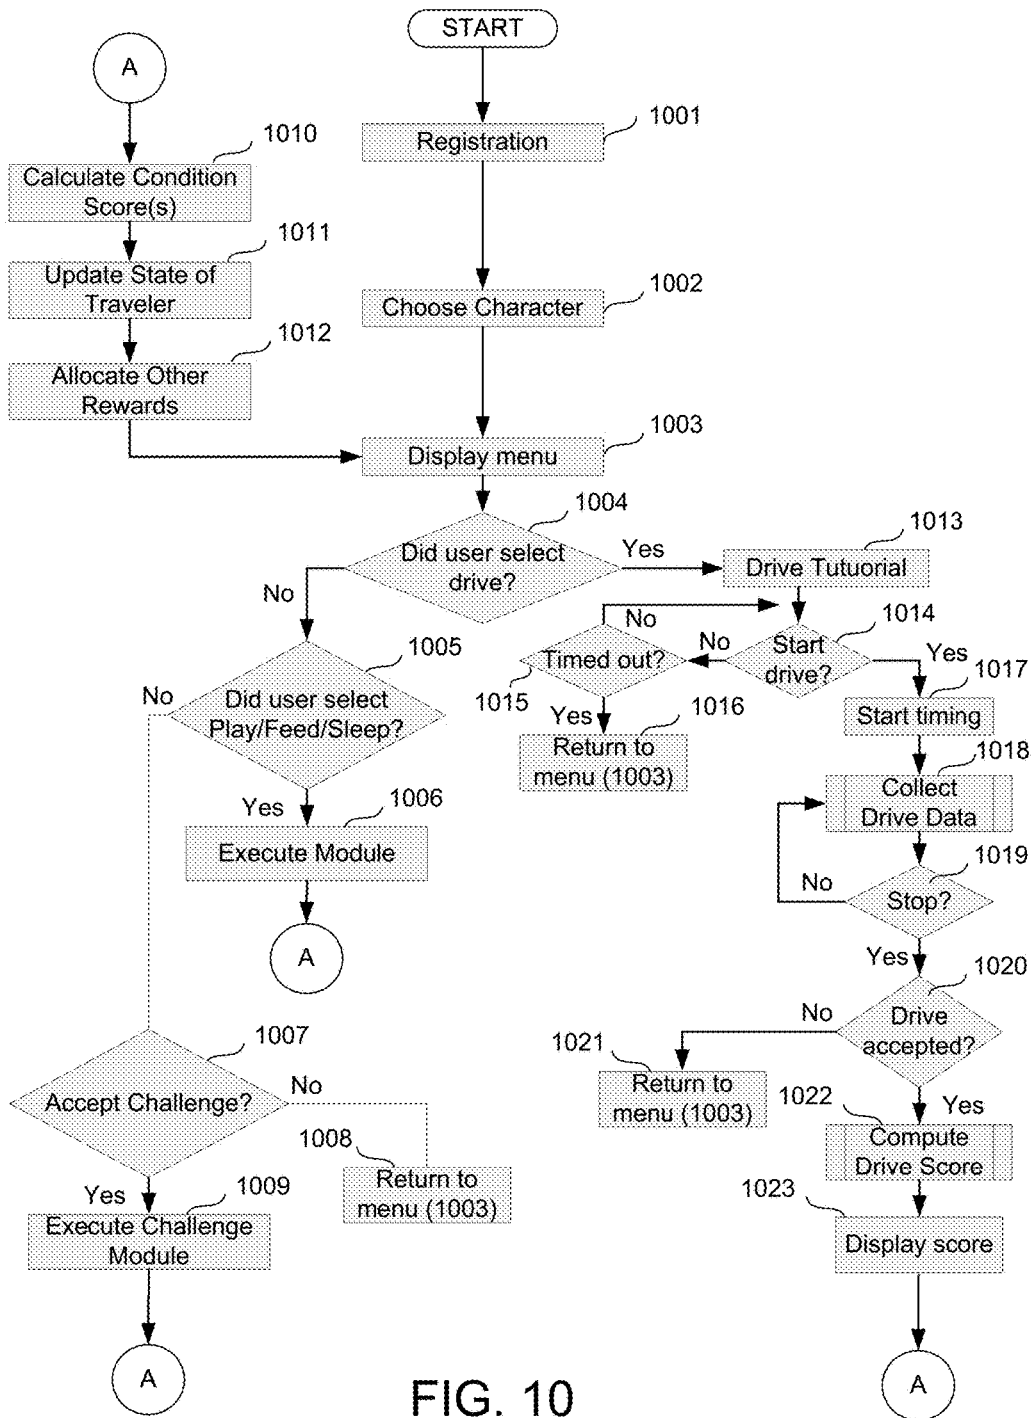 START
A
1001
Registration
1010
Calculate Condition
Score(s)
1011
Update State of
Traveler
1002
Choose Character
1012
Allocate Other
Rewards
1003
Display menu
1004
Did user select
drive?
Yes
No
1013
Drive Tutuorial
1014
Start
drive?
No
Yes
No
Timed out?
1015
Yes
1016
Return to
menu (1003)
1017
Start timing
1018
Collect
Drive Data
1019
Stop?
No
Yes
1005
Did user select
Play/Feed/Sleep?
No
Yes
1006
Execute Module
A
1020
Drive
accepted?
No
1021
Return to
menu (1003)
Yes
1022
Compute
Drive Score
1023
Display score
A
1007
Accept Challenge?
No
1008
Return to
menu (1003)
Yes
1009
Execute Challenge
Module
A
FIG. 10